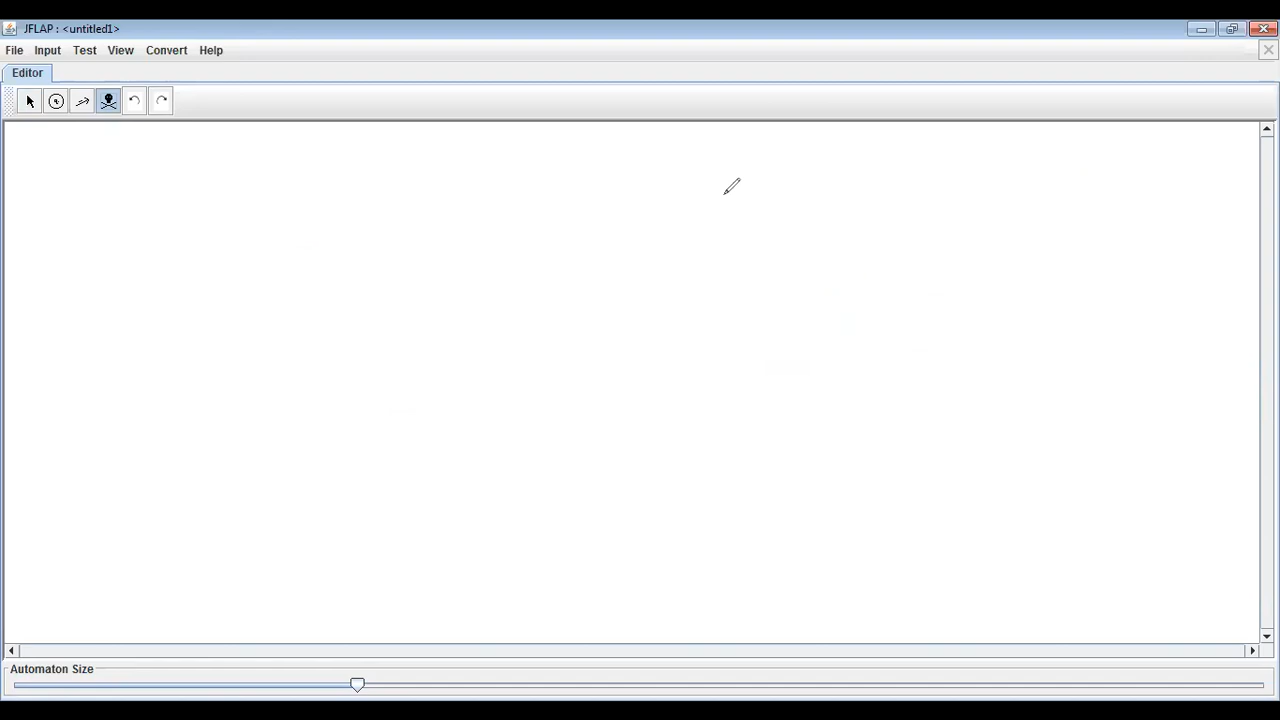 JFLAP : <untitled1>
File Input Test View Convert Help
Editor
Automaton Size